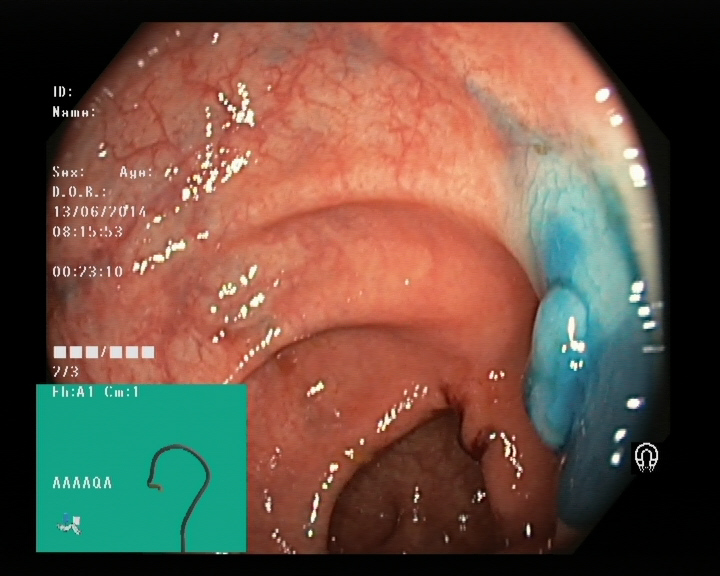 ID:
Name:
Sex: Age:
D.O.B.:
13/06/2014
08:15:53
00:23:10
■■■/■■■
2/3
Eh:A1 Cm:1
AAAAQA